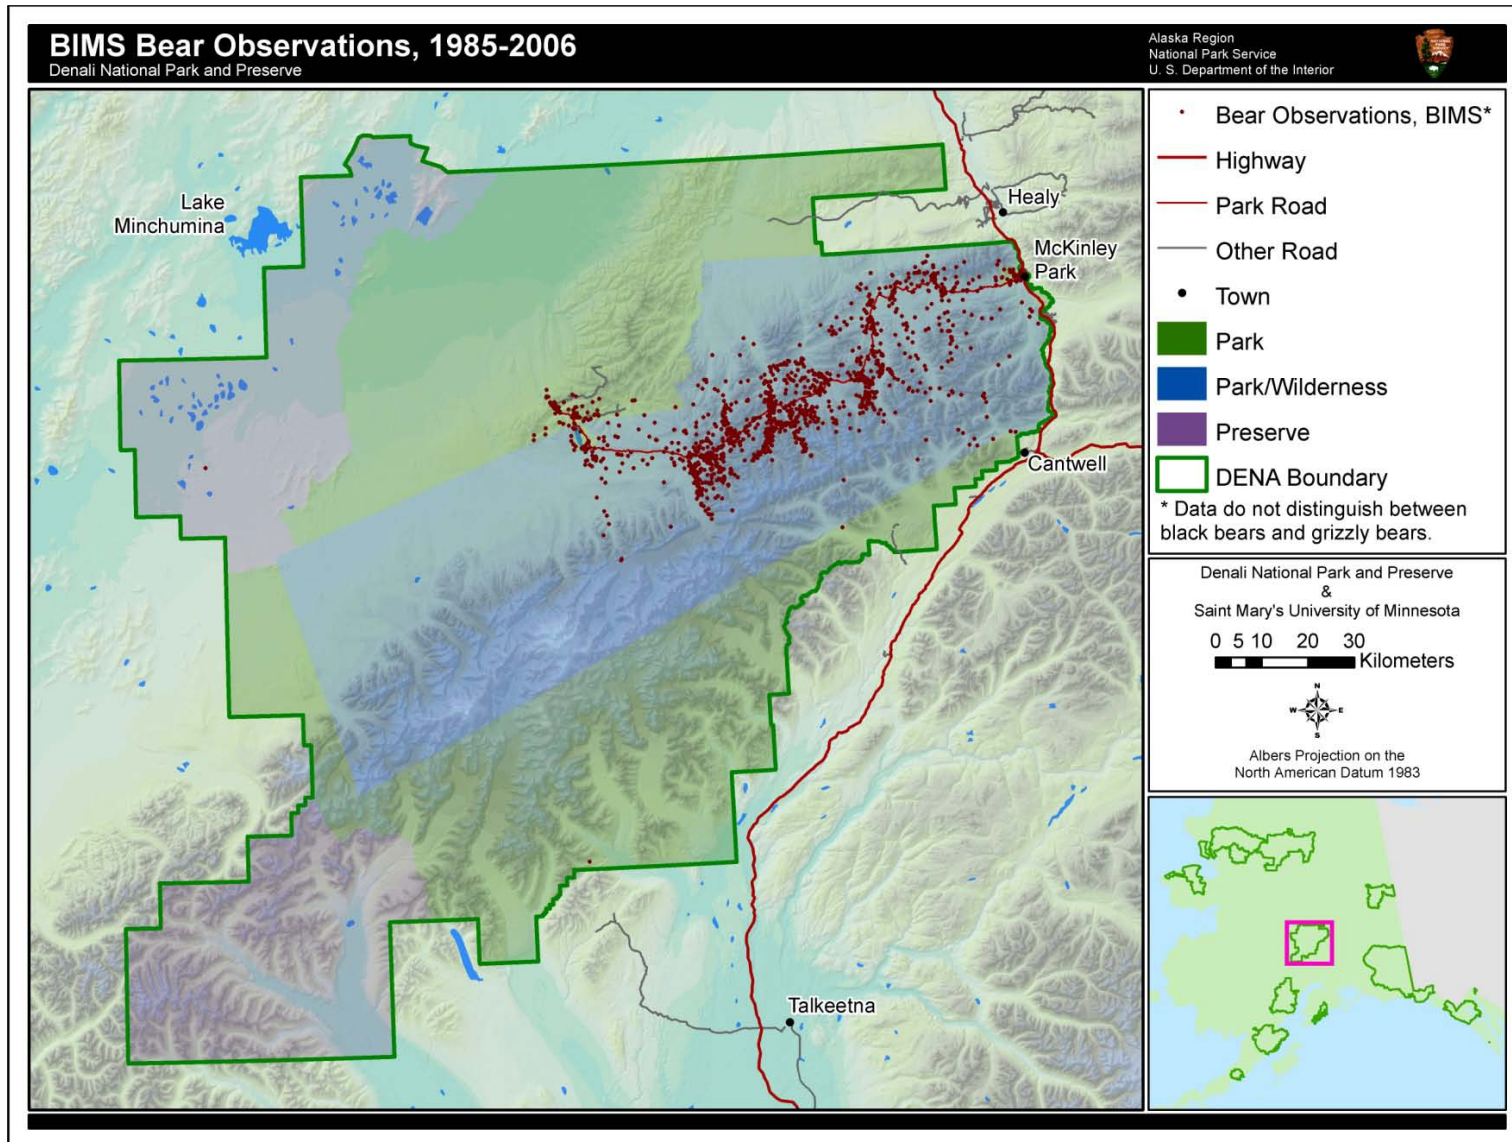 BIMS Bear Observations, 1985-2006
Denali National Park and Preserve
Alaska Region
National Park Service
U. S. Department of the Interior
Lake
Minchumina
Healy
McKinley
Park
Cantwell
Talkeetna
Bear Observations, BIMS*
Highway
Park Road
Other Road
Town
Park
Park/Wilderness
Preserve
DENA Boundary
* Data do not distinguish between
black bears and grizzly bears.
Denali National Park and Preserve
&
Saint Mary's University of Minnesota
0 5 10 20 30
Kilometers
N
W E
S
Albers Projection on the
North American Datum 1983